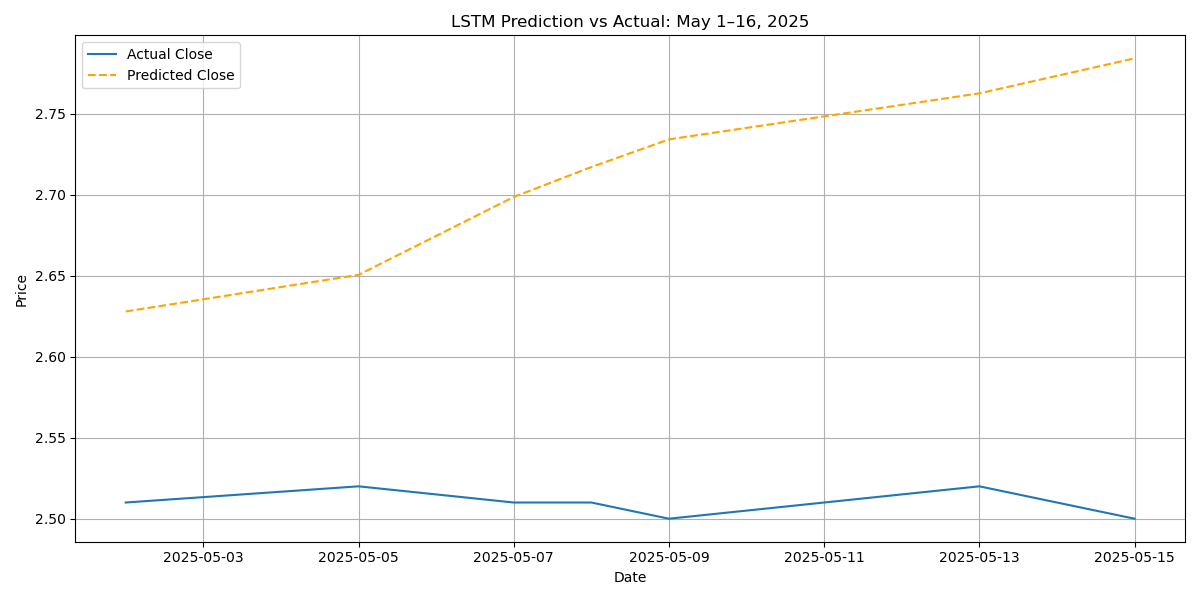 LSTM Prediction vs Actual: May 1–16, 2025
Actual Close
Predicted Close
Price
2.75
2.70
2.65
2.60
2.55
2.50
2025-05-03 2025-05-05 2025-05-07 2025-05-09 2025-05-11 2025-05-13 2025-05-15
Date